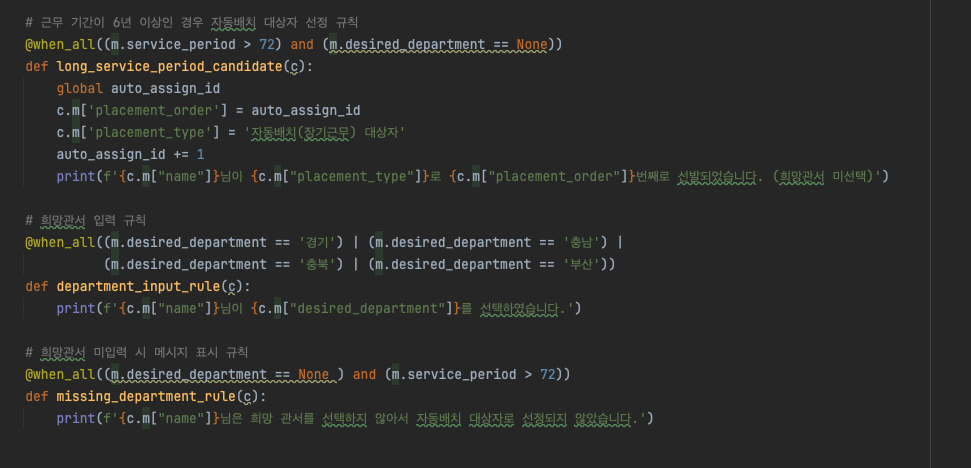 # 근무 기간이 6년 이상인 경우 자동배치 대상자 선정 규칙
@when_all((m.service_period > 72) and (m.desired_department == None))
def long_service_period_candidate(c):
    global auto_assign_id
    c.m['placement_order'] = auto_assign_id
    c.m['placement_type'] = '자동배치(장기근무) 대상자'
    auto_assign_id += 1
    print(f'{c.m["name"]}님이 {c.m["placement_type"]}로 {c.m["placement_order"]}번째로 선발되었습니다. (희망관서 미선택)')
# 희망관서 입력 규칙
@when_all((m.desired_department == '경기') | (m.desired_department == '충남') |
          (m.desired_department == '충북') | (m.desired_department == '부산'))
def department_input_rule(c):
    print(f'{c.m["name"]}님이 {c.m["desired_department"]}를 선택하였습니다.')
# 희망관서 미입력 시 메시지 표시 규칙
@when_all((m.desired_department == None ) and (m.service_period > 72))
def missing_department_rule(c):
    print(f'{c.m["name"]}님은 희망 관서를 선택하지 않아서 자동배치 대상자로 선정되지 않았습니다.')